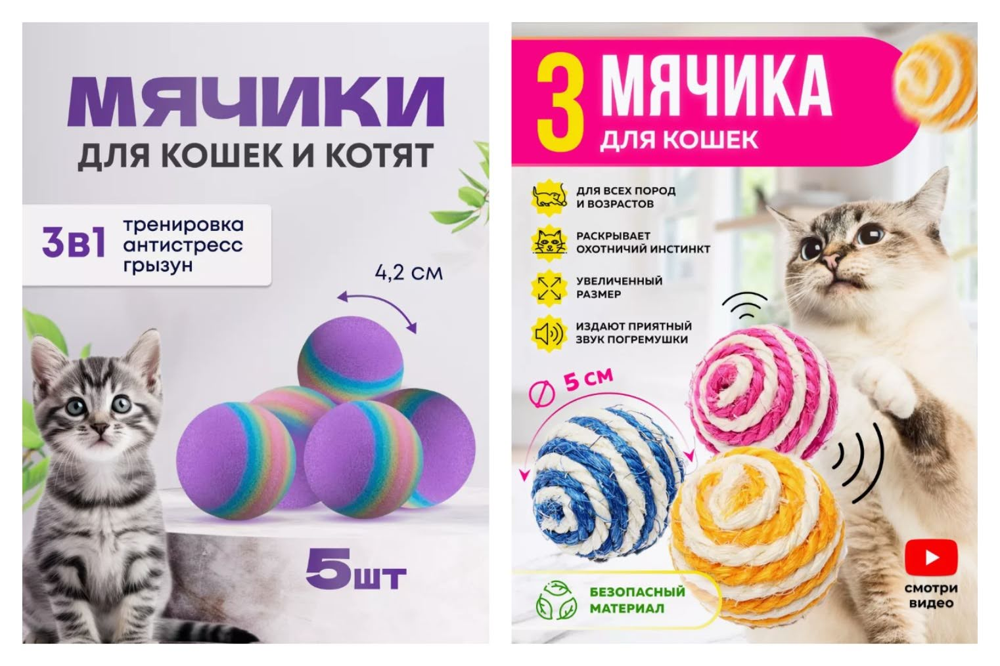 МЯЧИКИ
ДЛЯ КОШЕК И КОТЯТ
3в1
тренировка
антистресс
грызун
4,2 см
5шт
3 МЯЧИКА
ДЛЯ КОШЕК
ДЛЯ ВСЕХ ПОРОД
И ВОЗРАСТОВ
РАСКРЫВАЕТ
ОХОТНИЧИЙ ИНСТИНКТ
УВЕЛИЧЕННЫЙ
РАЗМЕР
ИЗДАЮТ ПРИЯТНЫЙ
ЗВУК ПОГРЕМУШКИ
⌀ 5 см
БЕЗОПАСНЫЙ
МАТЕРИАЛ
смотри
видео